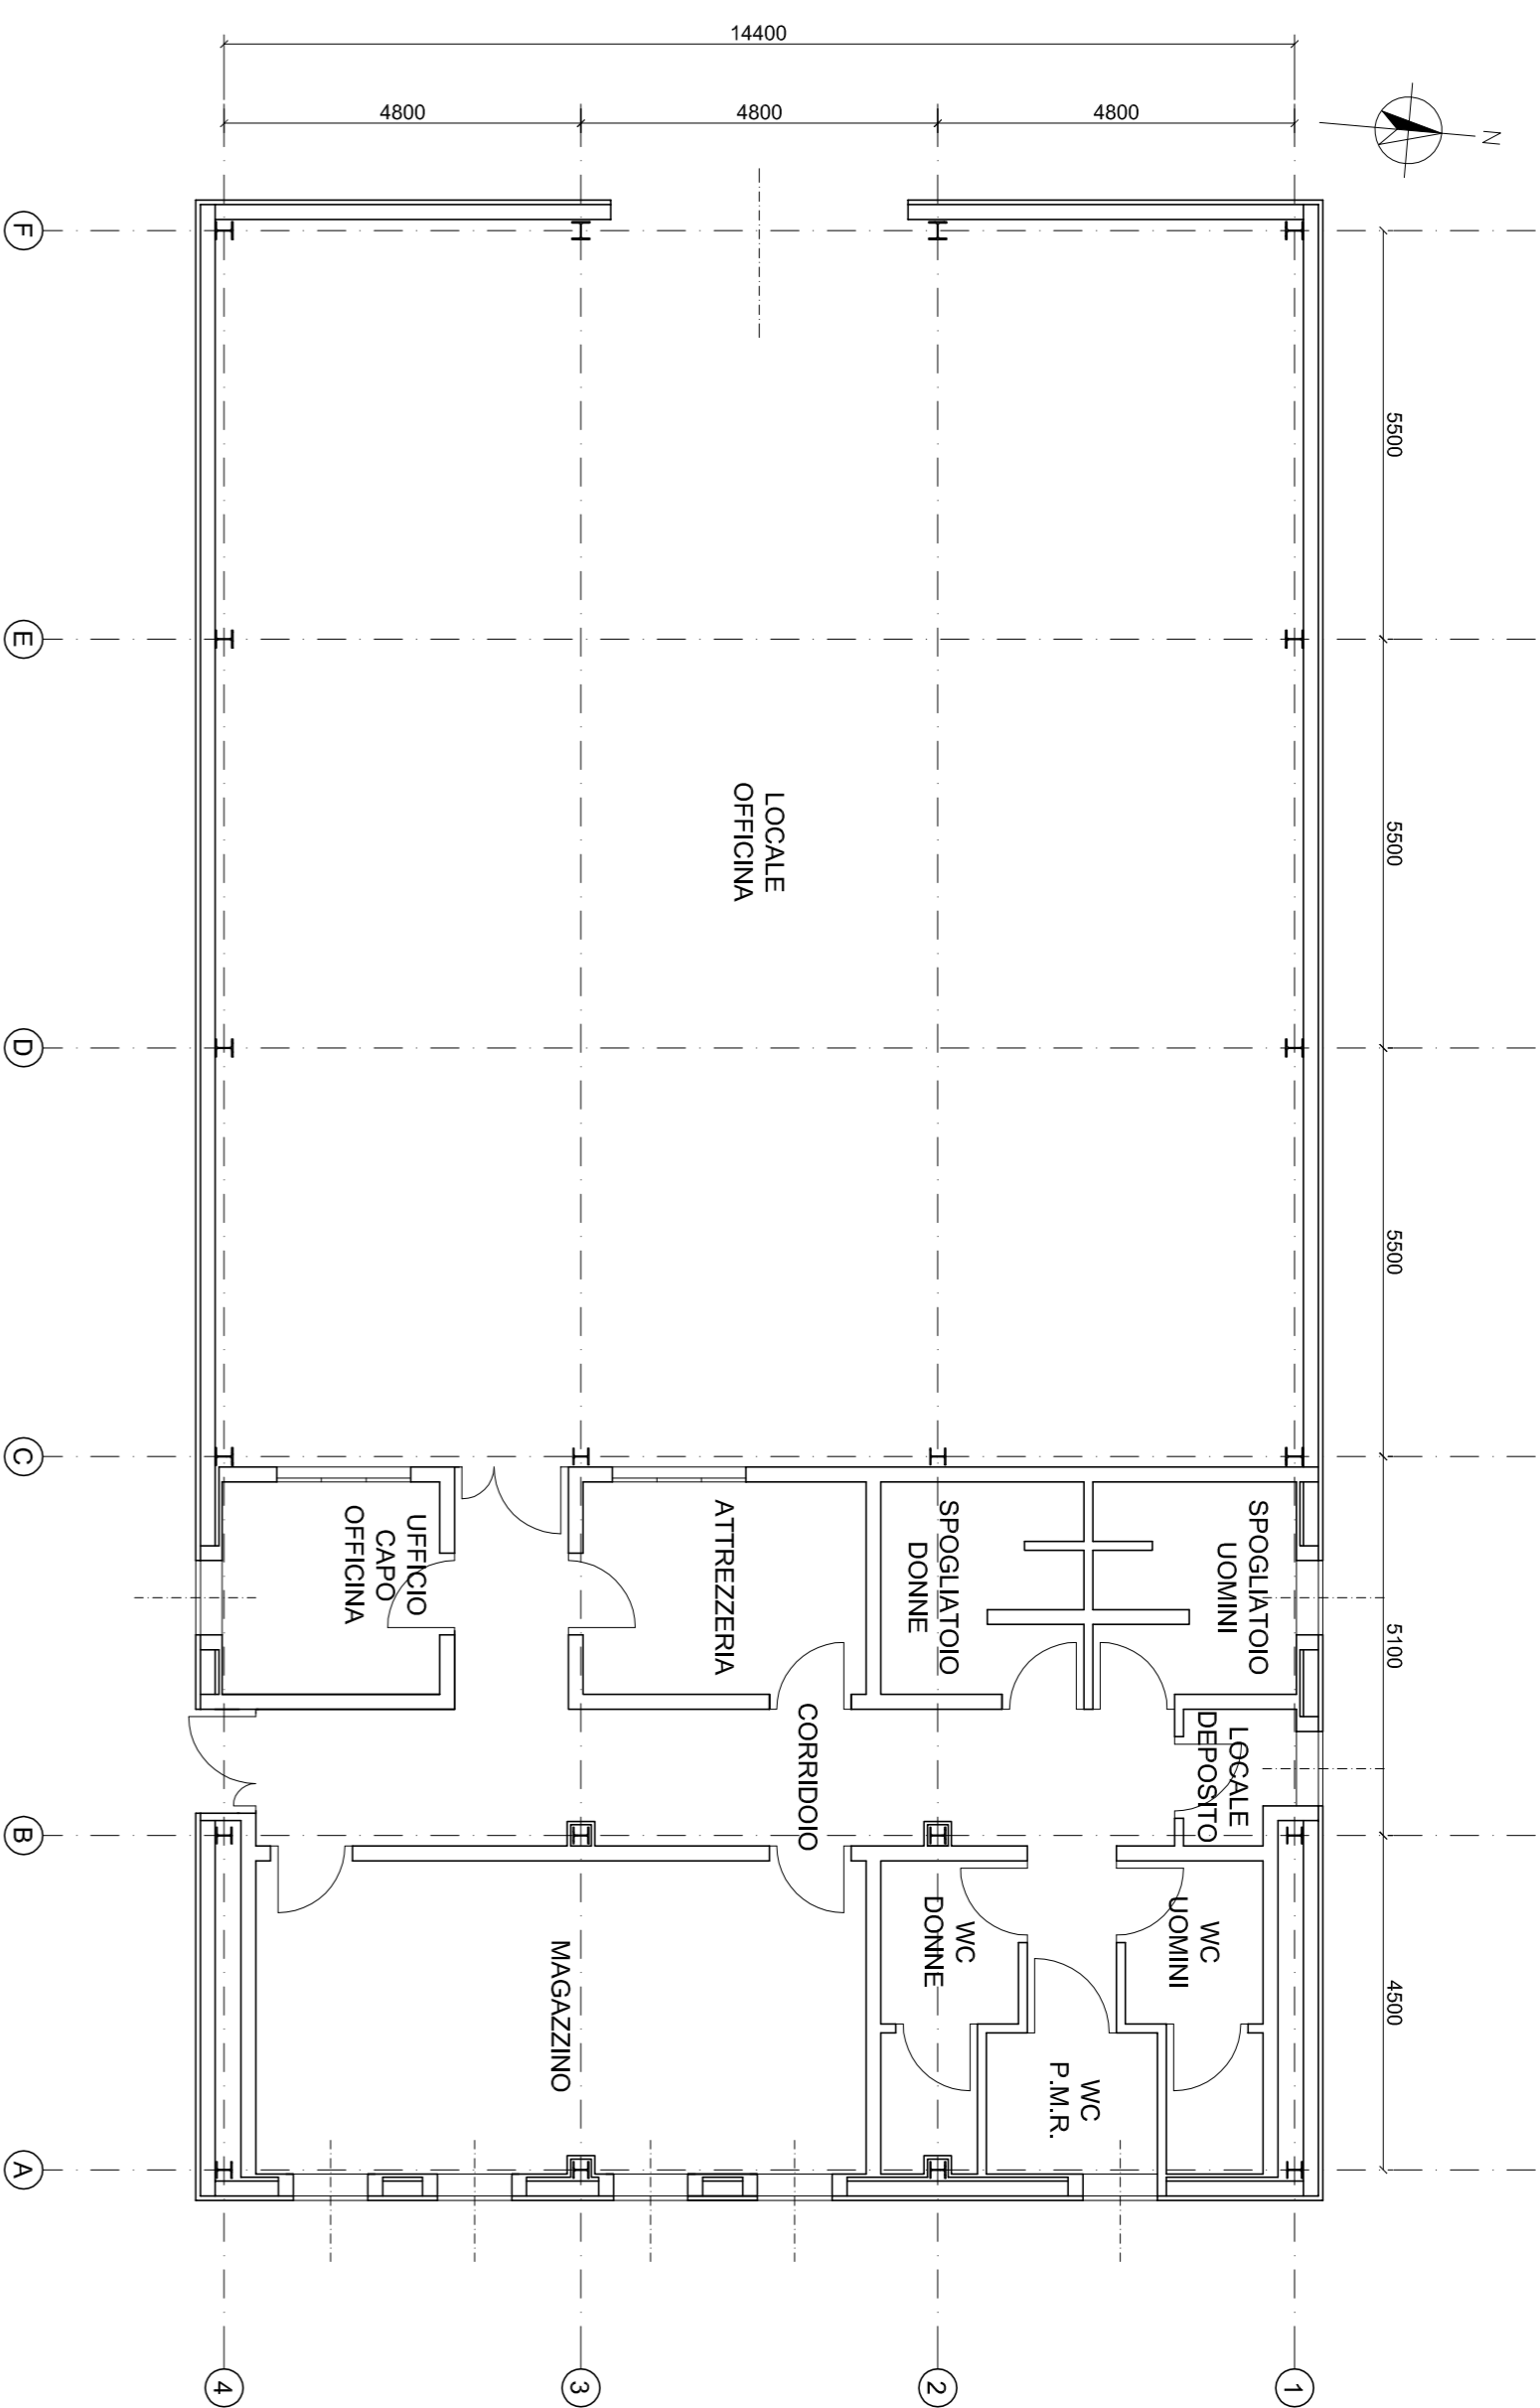 14400
4800
4800
4800
N
5500
5500
5500
5100
4500
F
E
D
C
B
A
4
3
2
1
LOCALE
OFFICINA
UFFICIO
CAPO
OFFICINA
ATTREZZERIA
SPOGLIATOIO
DONNE
SPOGLIATOIO
UOMINI
CORRIDOIO
LOCALE
DEPOSITO
MAGAZZINO
WC
DONNE
WC
UOMINI
WC
P.M.R.